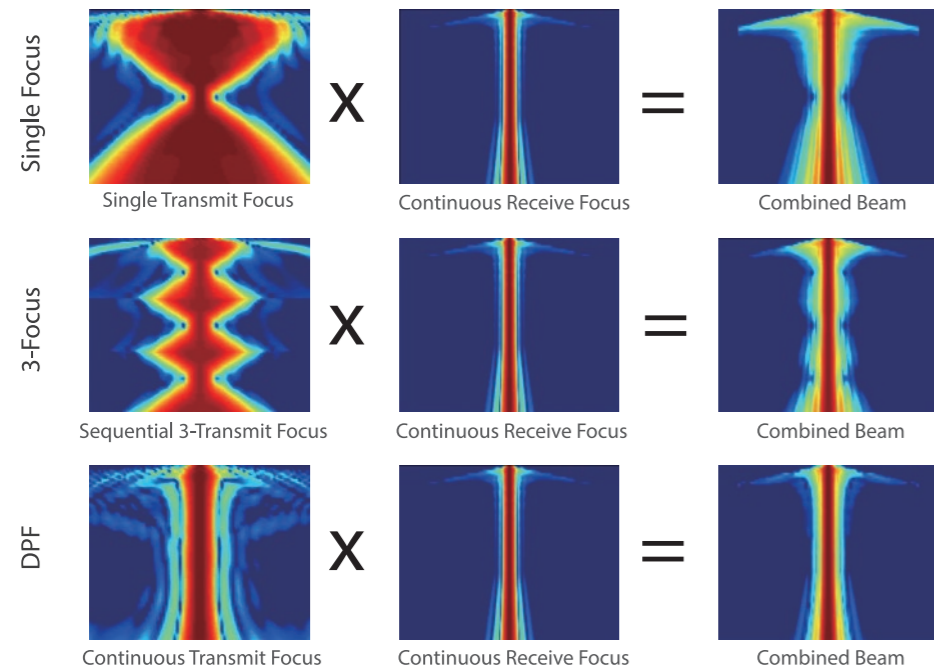 Single Focus
X
=
Single Transmit Focus
Continuous Receive Focus
Combined Beam
3-Focus
X
=
Sequential 3-Transmit Focus
Continuous Receive Focus
Combined Beam
DPF
X
=
Continuous Transmit Focus
Continuous Receive Focus
Combined Beam